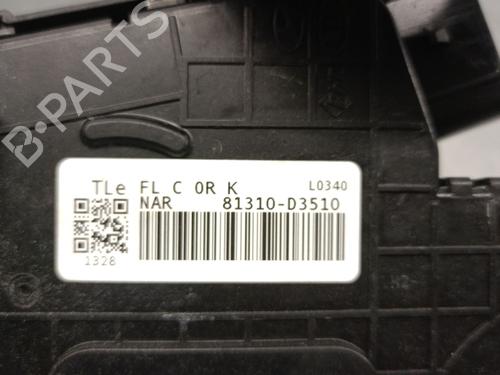 B-PARTS
TLe FL C 0R K L0340
NAR 81310-D3510
1328